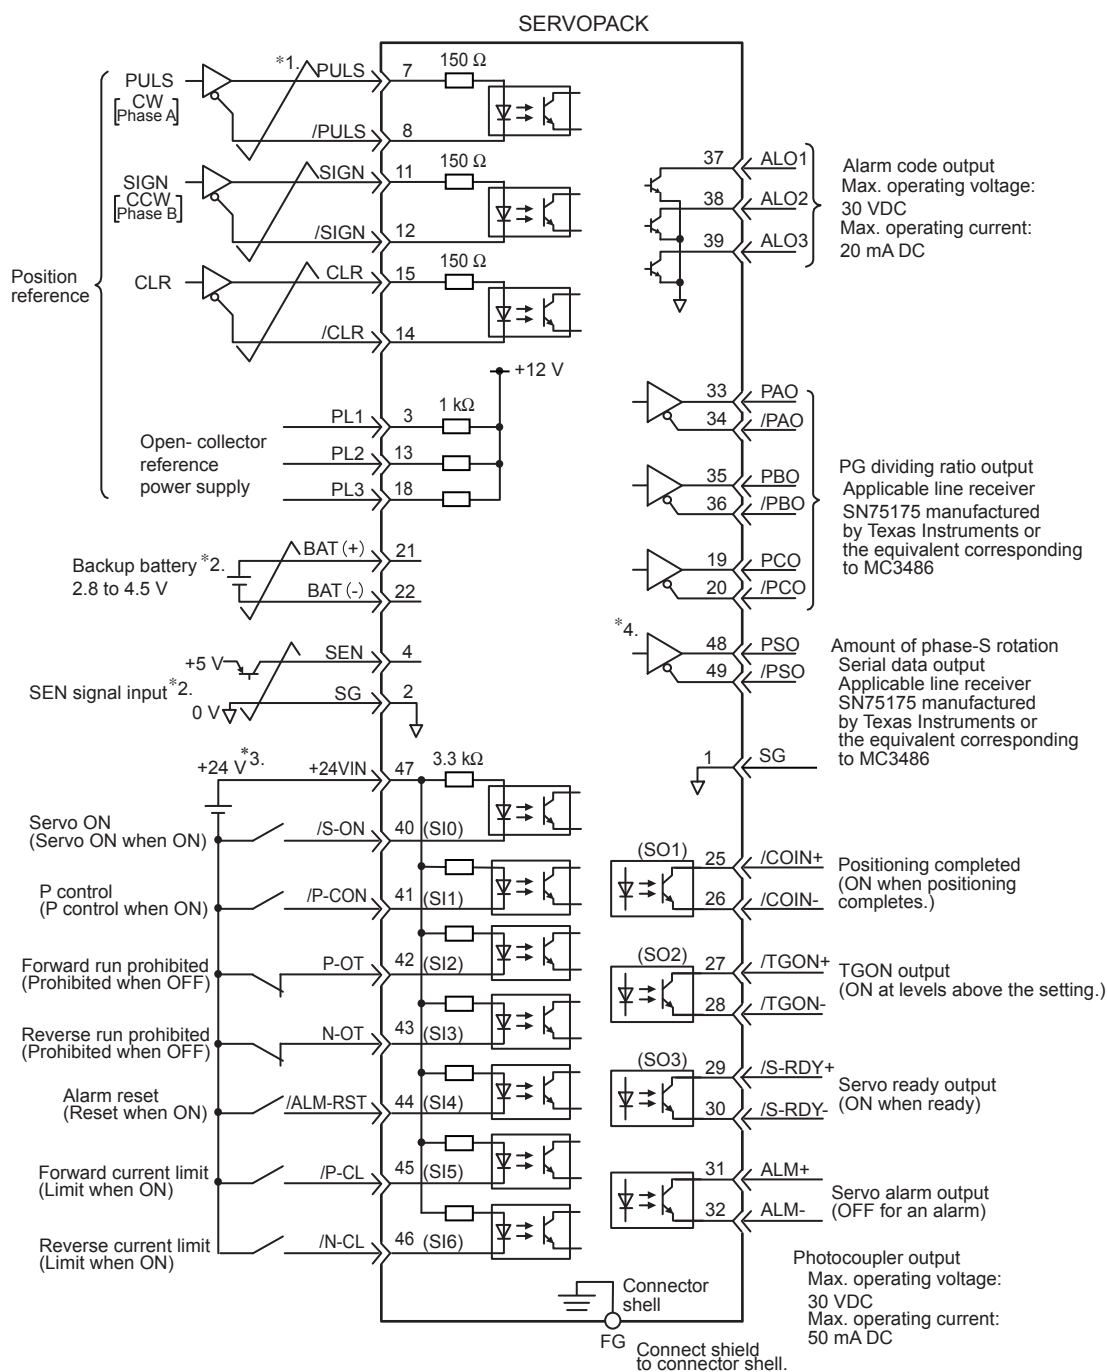 SERVOPACK
Position
reference
PULS
[CW
Phase A]
*1.
PULS
7
150 Ω
/PULS
8
SIGN
[CCW
Phase B]
SIGN
11
150 Ω
/SIGN
12
CLR
CLR
15
150 Ω
/CLR
14
+12 V
Open- collector
reference
power supply
PL1
3
1 kΩ
PL2
13
PL3
18
Backup battery *2.
2.8 to 4.5 V
BAT (+)
21
BAT (-)
22
SEN signal input *2.
+5 V
SEN
4
0 V
SG
2
+24 V *3.
+24VIN
47
3.3 kΩ
Servo ON
(Servo ON when ON)
/S-ON
40 (SI0)
P control
(P control when ON)
/P-CON
41 (SI1)
Forward run prohibited
(Prohibited when OFF)
P-OT
42 (SI2)
Reverse run prohibited
(Prohibited when OFF)
N-OT
43 (SI3)
Alarm reset
(Reset when ON)
/ALM-RST
44 (SI4)
Forward current limit
(Limit when ON)
/P-CL
45 (SI5)
Reverse current limit
(Limit when ON)
/N-CL
46 (SI6)
37
ALO1
38
ALO2
39
ALO3
Alarm code output
Max. operating voltage:
30 VDC
Max. operating current:
20 mA DC
33
PAO
34
/PAO
35
PBO
36
/PBO
19
PCO
20
/PCO
PG dividing ratio output
Applicable line receiver
SN75175 manufactured
by Texas Instruments or
the equivalent corresponding
to MC3486
*4.
48
PSO
49
/PSO
Amount of phase-S rotation
Serial data output
Applicable line receiver
SN75175 manufactured
by Texas Instruments or
the equivalent corresponding
to MC3486
1
SG
(SO1)
25
/COIN+
26
/COIN-
Positioning completed
(ON when positioning
completes.)
(SO2)
27
/TGON+
28
/TGON-
TGON output
(ON at levels above the setting.)
(SO3)
29
/S-RDY+
30
/S-RDY-
Servo ready output
(ON when ready)
31
ALM+
32
ALM-
Servo alarm output
(OFF for an alarm)
Photocoupler output
Max. operating voltage:
30 VDC
Max. operating current:
50 mA DC
Connector
shell
FG
Connect shield
to connector shell.